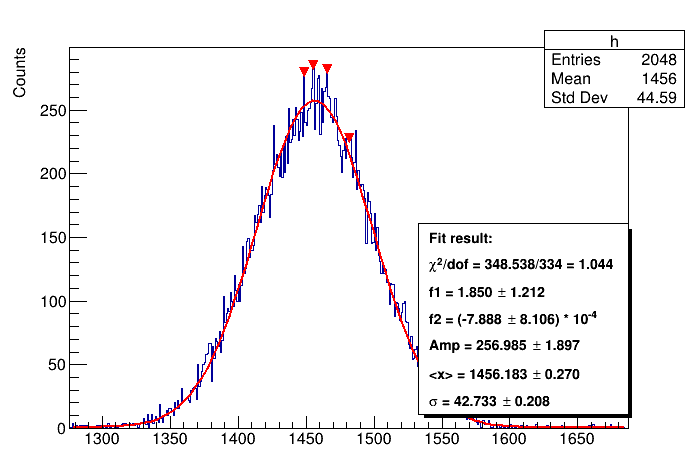 h
Entries 2048
Mean 1456
Std Dev 44.59
Counts
250
200
150
100
50
0
Fit result:
χ²/dof = 348.538/334 = 1.044
f1 = 1.850 ± 1.212
f2 = (-7.888 ± 8.106) * 10⁻⁴
Amp = 256.985 ± 1.897
<x> = 1456.183 ± 0.270
σ = 42.733 ± 0.208
1300 1350 1400 1450 1500 1550 1600 1650